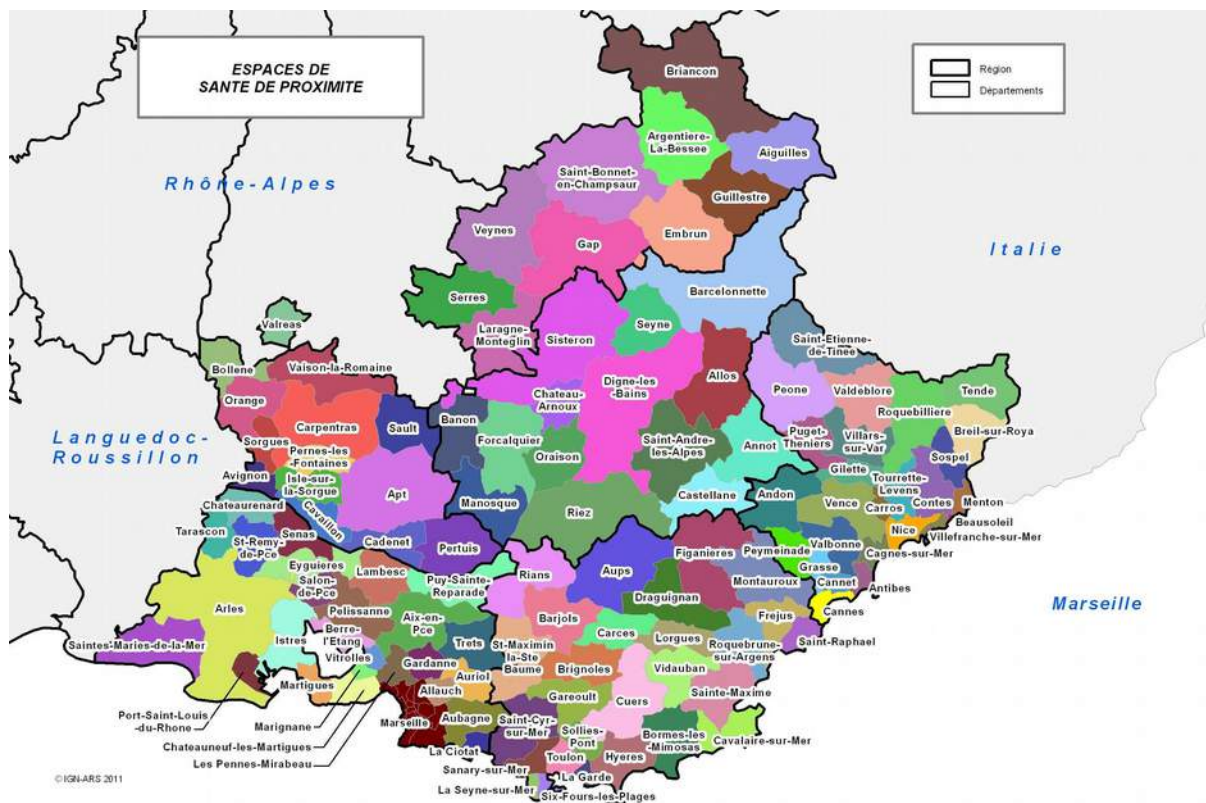 ESPACES DE
SANTE DE PROXIMITE
Région
Départements
Rhône-Alpes
Italie
Languedoc-
Roussillon
Marseille
Briancon
Argentiere-
La-Bessee
Aiguilles
Saint-Bonnet-
en-Champsaur
Guillestre
Veynes
Gap
Embrun
Serres
Barcelonnette
Valreas
Laragne-
Monteglin
Sisteron
Seyne
Saint-Etienne-
de-Tinee
Bollene
Vaison-la-Romaine
Orange
Chateau-
Arnoux
Digne-les-
Bains
Allos
Peone
Valdeblore
Tende
Roquebilliere
Carpentras
Sault
Banon
Forcalquier
Saint-Andre-
les-Alpes
Annot
Puget-
Theniers
Villars-
sur-Var
Breil-sur-Roya
Sorgues
Pernes-les
-Fontaines
Oraison
Gilette
Sospel
Avignon
Isle-sur-
la-Sorgue
Apt
Tourrette-
Levens
Chateaurenard
Cavaillon
Manosque
Riez
Castellane
Andon
Vence
Carros
Contes
Menton
Beausoleil
Tarascon
St-Remy-
de-Pce
Senas
Cadenet
Pertuis
Nice
Villefranche-sur-Mer
Eyguieres
Lambesc
Puy-Sainte-
Reparade
Rians
Aups
Figanieres
Peymeinade
Valbonne
Cagnes-sur-Mer
Grasse
Salon-
de-Pce
Pelissanne
Montauroux
Cannet
Antibes
Arles
Draguignan
Cannes
Aix-en-
Pce
Barjols
Frejus
Saintes-Maries-de-la-Mer
Istres
Berre-
l'Etang
Vitrolles
Trets
St-Maximin
la-Ste
Baume
Carces
Lorgues
Roquebrune-
sur-Argens
Saint-Raphael
Gardanne
Brignoles
Vidauban
Martigues
Allauch
Auriol
Gareoult
Cuers
Sainte-Maxime
Port-Saint-Louis
-du-Rhone
Marignane
Marseille
Aubagne
Saint-Cyr-
sur-Mer
Sollies-
Pont
Bormes-les
-Mimosas
Cavalaire-sur-Mer
Chateauneuf-les-Martigues
Les Pennes-Mirabeau
La Ciotat
Sanary-sur-Mer
Toulon
Hyeres
La Garde
La Seyne-sur-Mer
Six-Fours-les-Plages
© IGN-ARS 2011